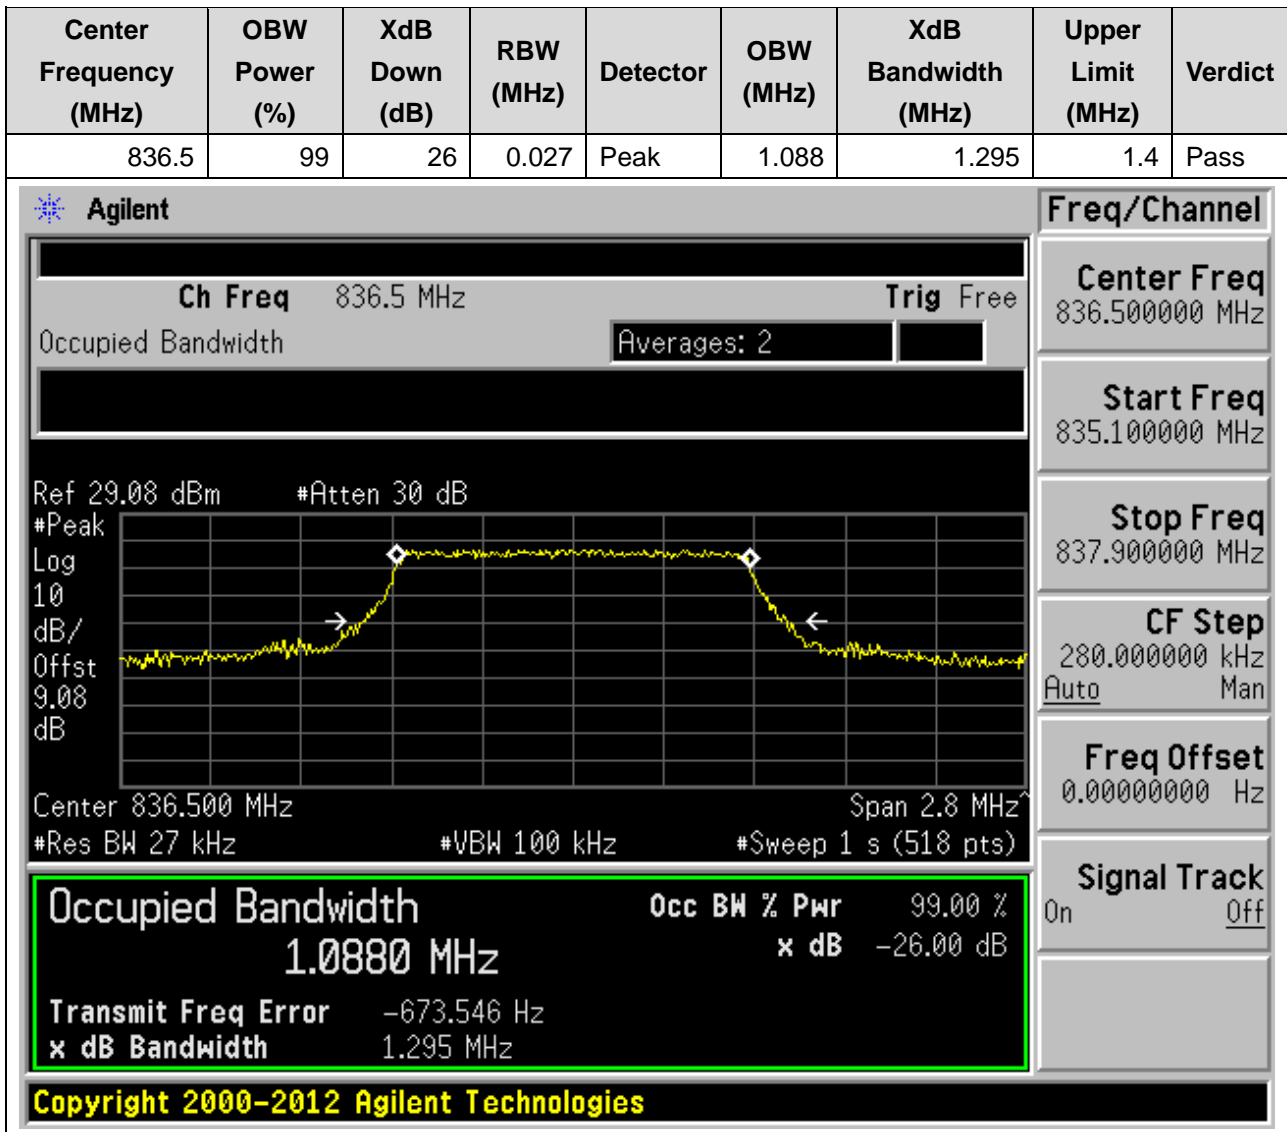 Center Frequency (MHz) OBW Power (%) XdB Down (dB) RBW (MHz) Detector OBW (MHz) XdB Bandwidth (MHz) Upper Limit (MHz) Verdict
836.5 99 26 0.027 Peak 1.088 1.295 1.4 Pass
Agilent
Freq/Channel
Ch Freq 836.5 MHz Trig Free
Occupied Bandwidth Averages: 2
Center Freq
836.500000 MHz
Start Freq
835.100000 MHz
Stop Freq
837.900000 MHz
CF Step
280.000000 kHz
Auto Man
Freq Offset
0.00000000 Hz
Signal Track
On Off
Ref 29.08 dBm #Atten 30 dB
#Peak
Log
10
dB/
Offst
9.08
dB
Center 836.500 MHz Span 2.8 MHz^
#Res BW 27 kHz #VBW 100 kHz #Sweep 1 s (518 pts)
Occupied Bandwidth Occ BW % Pwr 99.00 %
1.0880 MHz x dB -26.00 dB
Transmit Freq Error -673.546 Hz
x dB Bandwidth 1.295 MHz
Copyright 2000-2012 Agilent Technologies